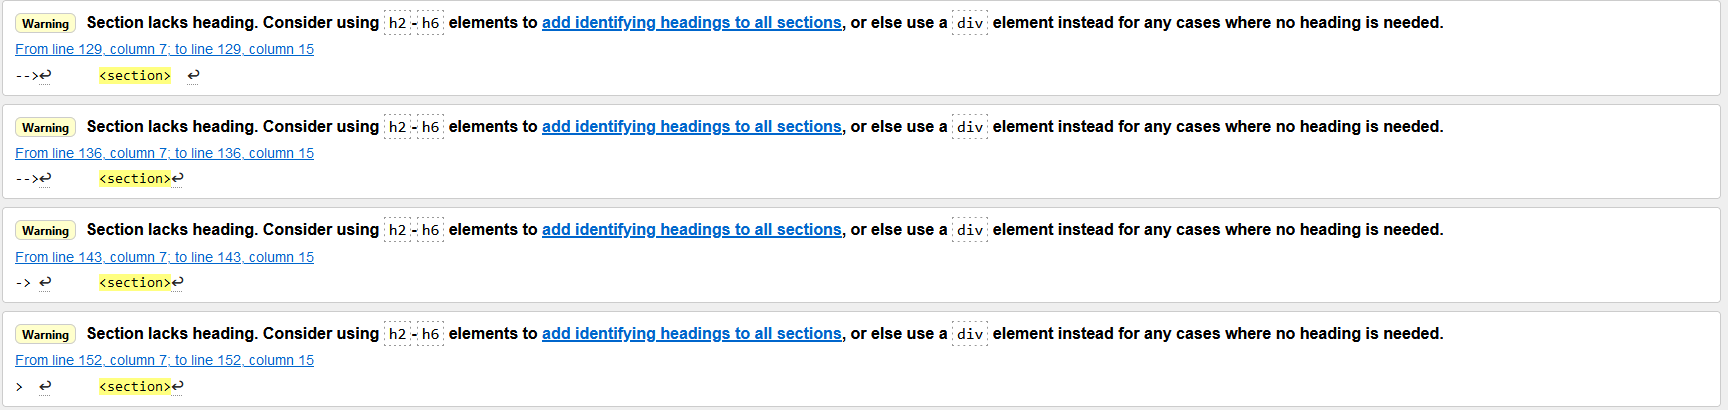 Warning Section lacks heading. Consider using h2-h6 elements to add identifying headings to all sections, or else use a div element instead for any cases where no heading is needed.
From line 129, column 7; to line 129, column 15
-->↩ <section> ↩
Warning Section lacks heading. Consider using h2-h6 elements to add identifying headings to all sections, or else use a div element instead for any cases where no heading is needed.
From line 136, column 7; to line 136, column 15
-->↩ <section>↩
Warning Section lacks heading. Consider using h2-h6 elements to add identifying headings to all sections, or else use a div element instead for any cases where no heading is needed.
From line 143, column 7; to line 143, column 15
-> ↩ <section>↩
Warning Section lacks heading. Consider using h2-h6 elements to add identifying headings to all sections, or else use a div element instead for any cases where no heading is needed.
From line 152, column 7; to line 152, column 15
> ↩ <section>↩